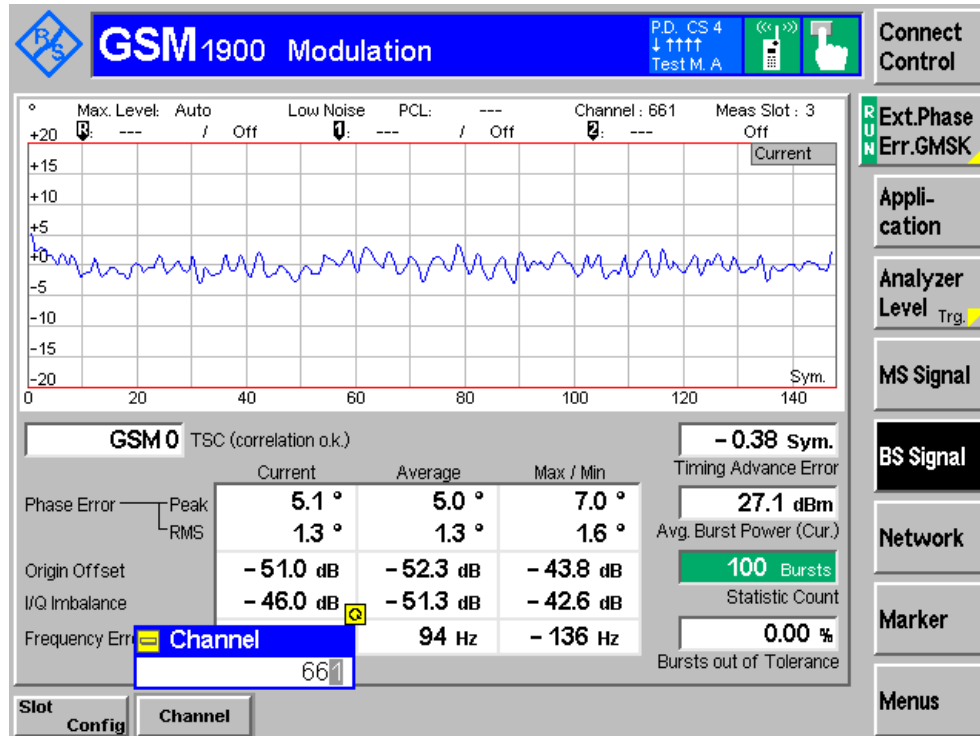 R&S
GSM 1900 Modulation
P.D. CS 4
↓ ↑↑↑↑
Test M. A
Connect Control
° Max. Level: Auto Low Noise PCL: --- Channel : 661 Meas Slot : 3
R: --- / Off 1: --- / Off 2: --- Off
Current
+20
+15
+10
+5
+0
-5
-10
-15
-20
Sym.
0 20 40 60 80 100 120 140
RUN
Ext.Phase Err.GMSK
Appli-
cation
Analyzer
Level Trg.
MS Signal
BS Signal
Network
Marker
Menus
GSM 0 TSC (correlation o.k.)
Current Average Max / Min
Phase Error Peak 5.1 ° 5.0 ° 7.0 °
RMS 1.3 ° 1.3 ° 1.6 °
Origin Offset – 51.0 dB – 52.3 dB – 43.8 dB
I/Q Imbalance – 46.0 dB – 51.3 dB – 42.6 dB
Frequency Err 94 Hz – 136 Hz
– 0.38 Sym.
Timing Advance Error
27.1 dBm
Avg. Burst Power (Cur.)
100 Bursts
Statistic Count
0.00 %
Bursts out of Tolerance
Channel
661
Slot
Config
Channel